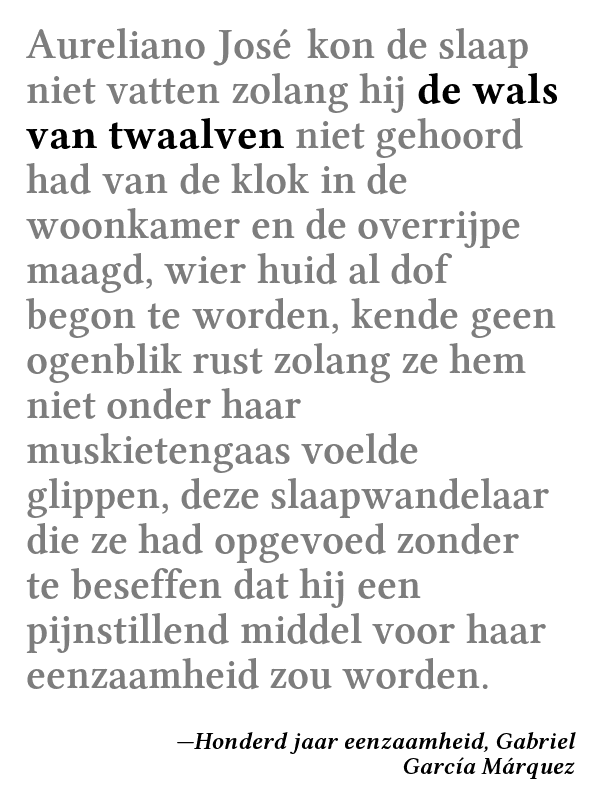 Aureliano José kon de slaap
niet vatten zolang hij de wals
van twaalven niet gehoord
had van de klok in de
woonkamer en de overrijpe
maagd, wier huid al dof
begon te worden, kende geen
ogenblik rust zolang ze hem
niet onder haar
muskietengaas voelde
glippen, deze slaapwandelaar
die ze had opgevoed zonder
te beseffen dat hij een
pijnstillend middel voor haar
eenzaamheid zou worden.
—Honderd jaar eenzaamheid, Gabriel
García Márquez